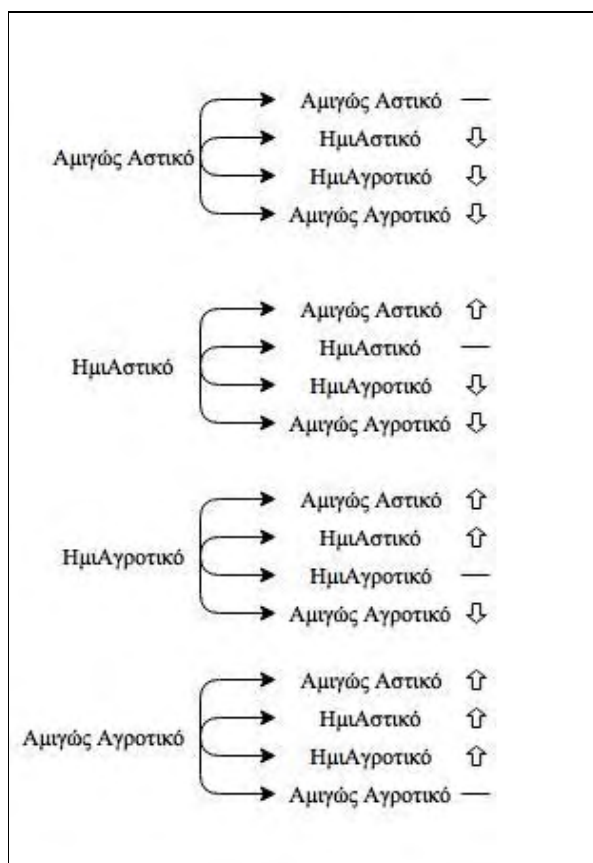 Αμιγώς Αστικό
Αμιγώς Αστικό —
ΗμιΑστικό ⇩
ΗμιΑγροτικό ⇩
Αμιγώς Αγροτικό ⇩
ΗμιΑστικό
Αμιγώς Αστικό ⇧
ΗμιΑστικό —
ΗμιΑγροτικό ⇩
Αμιγώς Αγροτικό ⇩
ΗμιΑγροτικό
Αμιγώς Αστικό ⇧
ΗμιΑστικό ⇧
ΗμιΑγροτικό —
Αμιγώς Αγροτικό ⇩
Αμιγώς Αγροτικό
Αμιγώς Αστικό ⇧
ΗμιΑστικό ⇧
ΗμιΑγροτικό ⇧
Αμιγώς Αγροτικό —